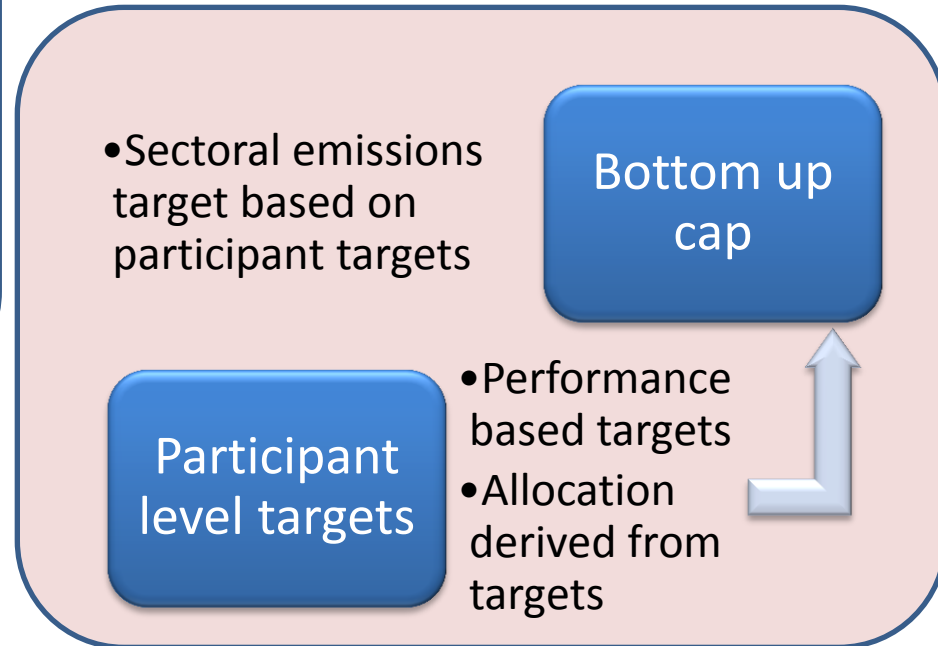 •Sectoral emissions
target based on
participant targets
Bottom up
cap
Participant
level targets
•Performance
based targets
•Allocation
derived from
targets